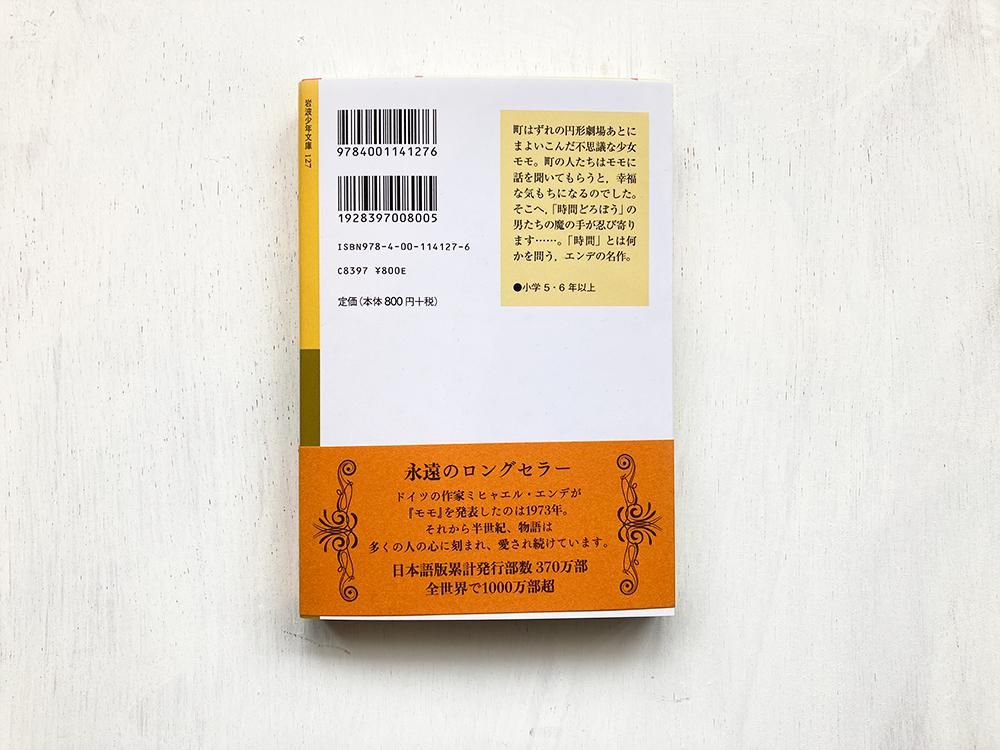 岩波少年文庫 127
9784001141276
1928397008005
ISBN978-4-00-114127-6
C8397 ¥800E
定価(本体 800 円+税)
町はずれの円形劇場あとに
まよいこんだ不思議な少女
モモ。町の人たちはモモに
話を聞いてもらうと，幸福
な気もちになるのでした。
そこへ，「時間どろぼう」の
男たちの魔の手が忍び寄り
ます……。「時間」とは何
かを問う，エンデの名作。
●小学 5・6 年以上
永遠のロングセラー
ドイツの作家ミヒャエル・エンデが
『モモ』を発表したのは1973年。
それから半世紀、物語は
多くの人の心に刻まれ、愛され続けています。
日本語版累計発行部数 370万部
全世界で1000万部超